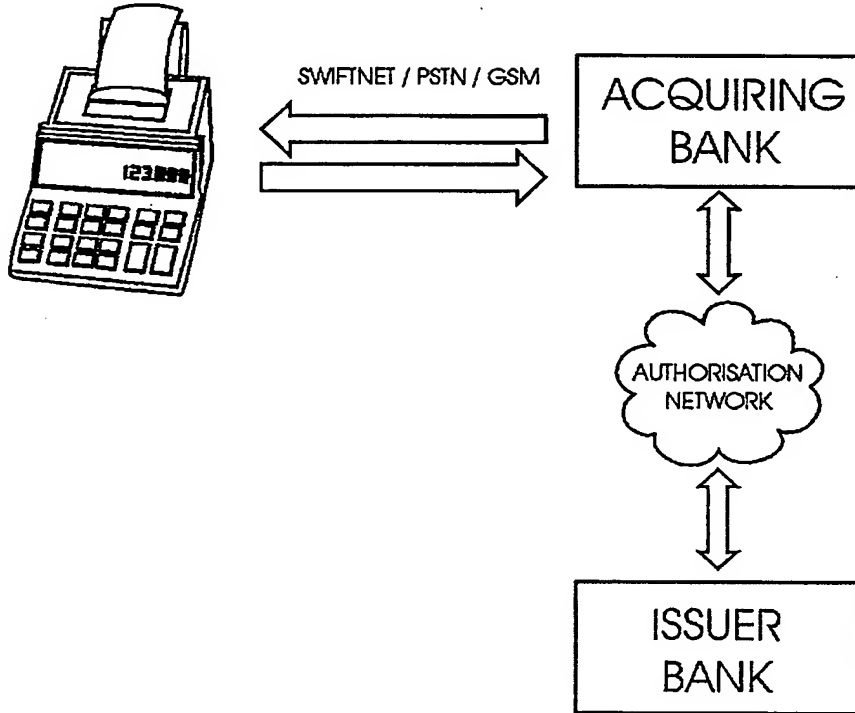 SWIFTNET / PSTN / GSM
ACQUIRING
BANK
AUTHORISATION
NETWORK
ISSUER
BANK